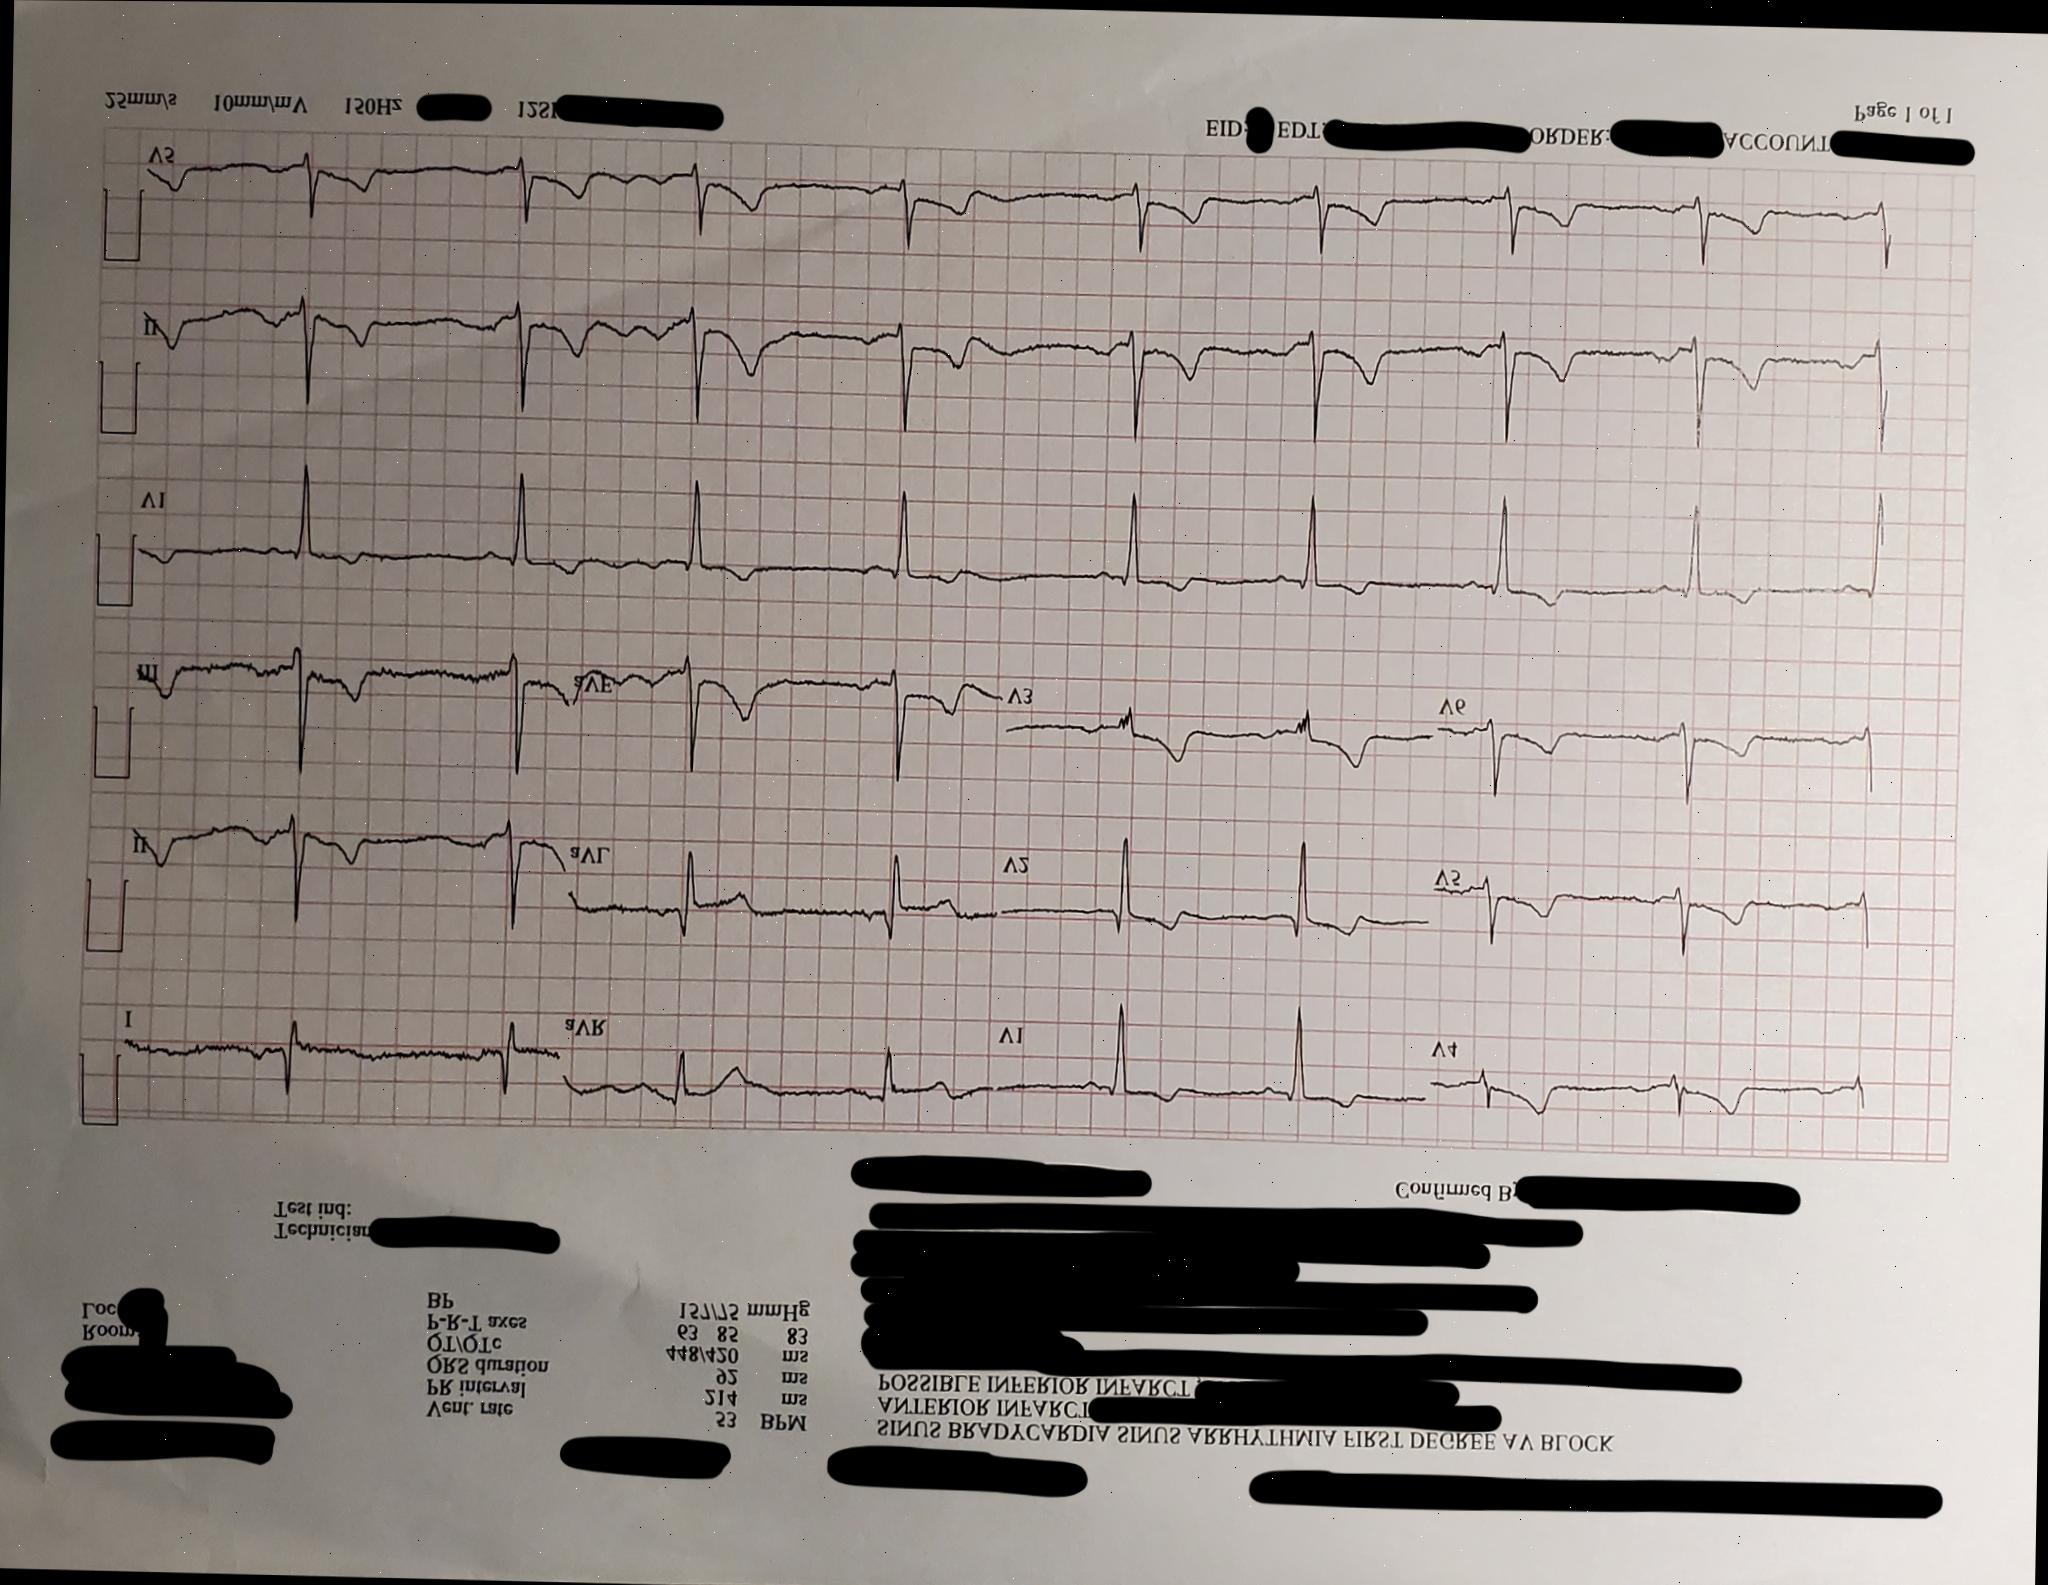 Vent. rate 53 BPM
PR interval 214 ms
QRS duration 92 ms
QT/QTc 448/420 ms
P-R-T axes 63 85 83
BP 157/75 mmHg
SINUS BRADYCARDIA SINUS ARRHYTHMIA FIRST DEGREE AV BLOCK
ANTERIOR INFARCT
POSSIBLE INFERIOR INFARCT
Room
Loc
Technician
Test ind:
Confirmed
I aVR V1 V4
II aVL V2 V5
III aVF V3 V6
V1
II
V5
25mm/s 10mm/mV 150Hz
EID: EDT: ORDER: ACCOUNT
Page 1 of 1